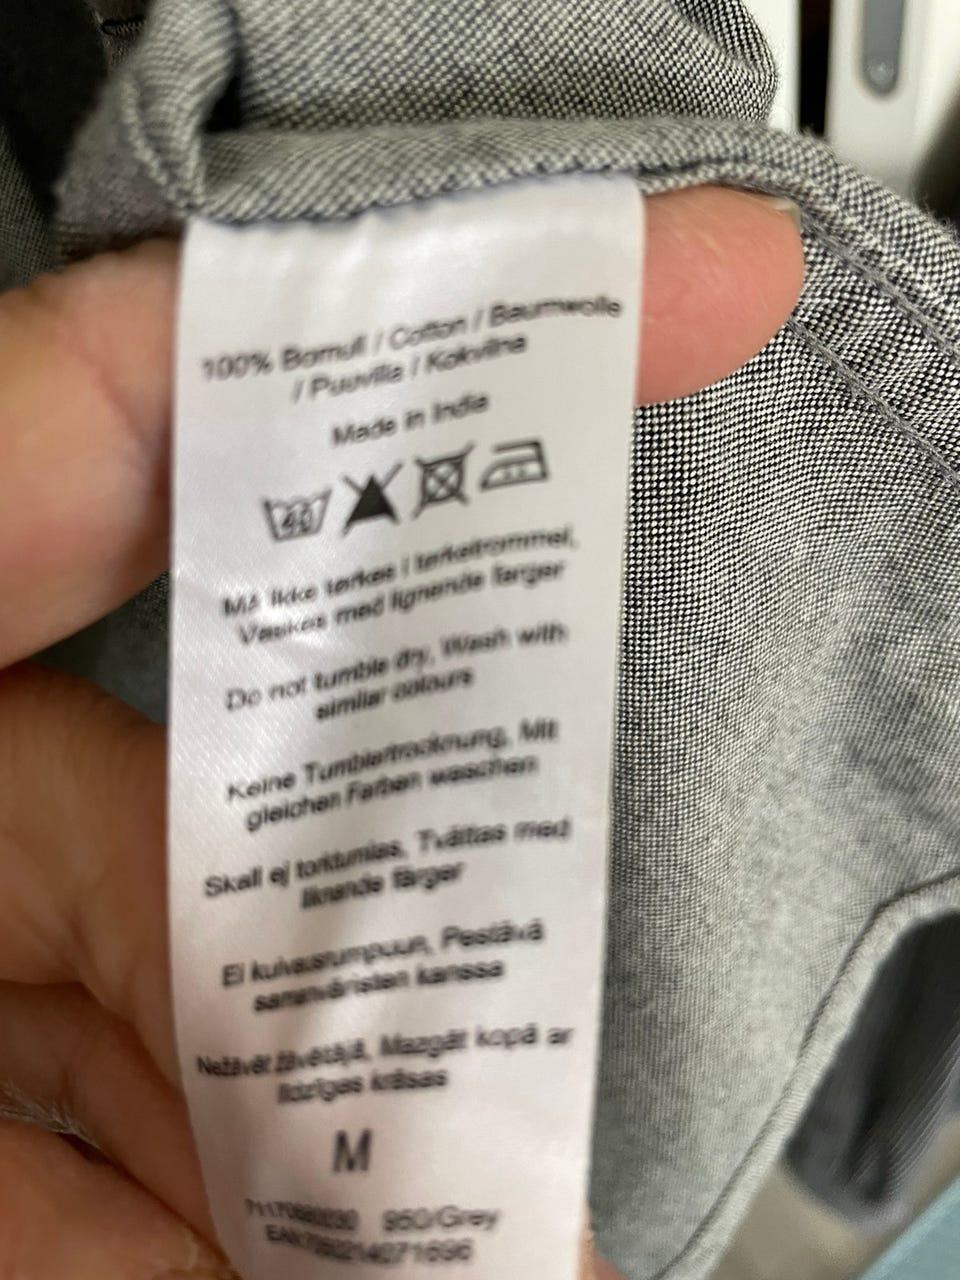 100% Bomull / Cotton / Baumwolle
/ Puuvilla / Kokvilna
Made in India
40
Må ikke tørkes i tørketrommel,
Vaskes med lignende farger
Do not tumble dry, Wash with
similar colours
Keine Tumblertrocknung, Mit
gleichen Farben waschen
Skall ej torktumlas, Tvättas med
liknande färger
Ei kuivausrumpuun, Pestävä
samanväristen kanssa
Nežāvēt žāvētājā, Mazgāt kopā ar
līdzīgas krāsas
M
950/Grey